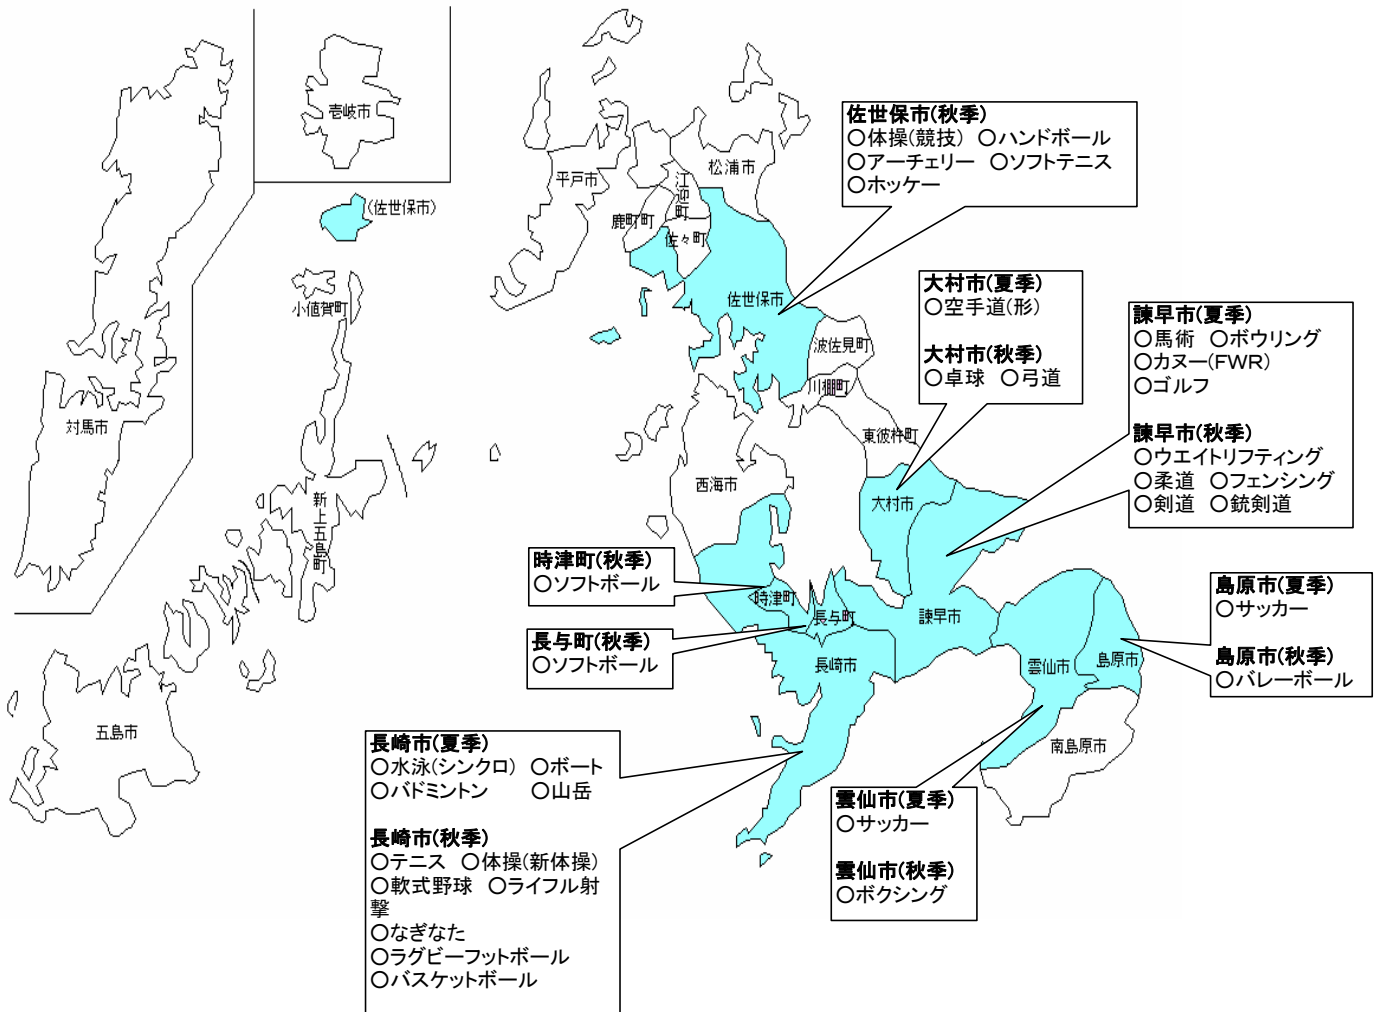 壱岐市
(佐世保市)
小値賀町
対馬市
新上五島町
五島市
平戸市
松浦市
江迎町
鹿町町
佐々町
佐世保市
波佐見町
川棚町
東彼杵町
西海市
大村市
時津町
長与町
諫早市
長崎市
雲仙市
島原市
南島原市
佐世保市(秋季)
○体操(競技) ○ハンドボール
○アーチェリー ○ソフトテニス
○ホッケー
大村市(夏季)
○空手道(形)
大村市(秋季)
○卓球 ○弓道
諫早市(夏季)
○馬術 ○ボウリング
○カヌー(FWR)
○ゴルフ
諫早市(秋季)
○ウエイトリフティング
○柔道 ○フェンシング
○剣道 ○銃剣道
時津町(秋季)
○ソフトボール
長与町(秋季)
○ソフトボール
島原市(夏季)
○サッカー
島原市(秋季)
○バレーボール
長崎市(夏季)
○水泳(シンクロ) ○ボート
○バドミントン ○山岳
長崎市(秋季)
○テニス ○体操(新体操)
○軟式野球 ○ライフル射
撃
○なぎなた
○ラグビーフットボール
○バスケットボール
雲仙市(夏季)
○サッカー
雲仙市(秋季)
○ボクシング